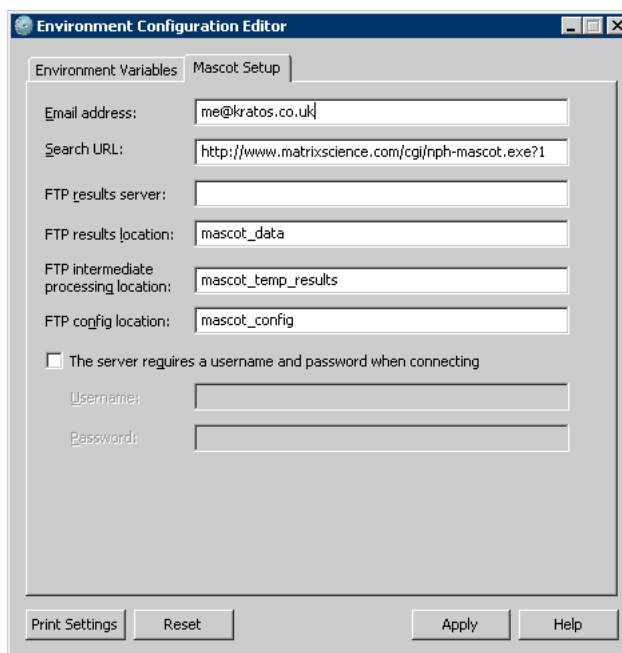 Environment Configuration Editor
Environment Variables Mascot Setup
Email address: me@kratos.co.uk
Search URL: http://www.matrixscience.com/cgi/nph-mascot.exe?1
FTP results server:
FTP results location: mascot_data
FTP intermediate
processing location: mascot_temp_results
FTP config location: mascot_config
The server requires a username and password when connecting
Username:
Password:
Print Settings Reset Apply Help